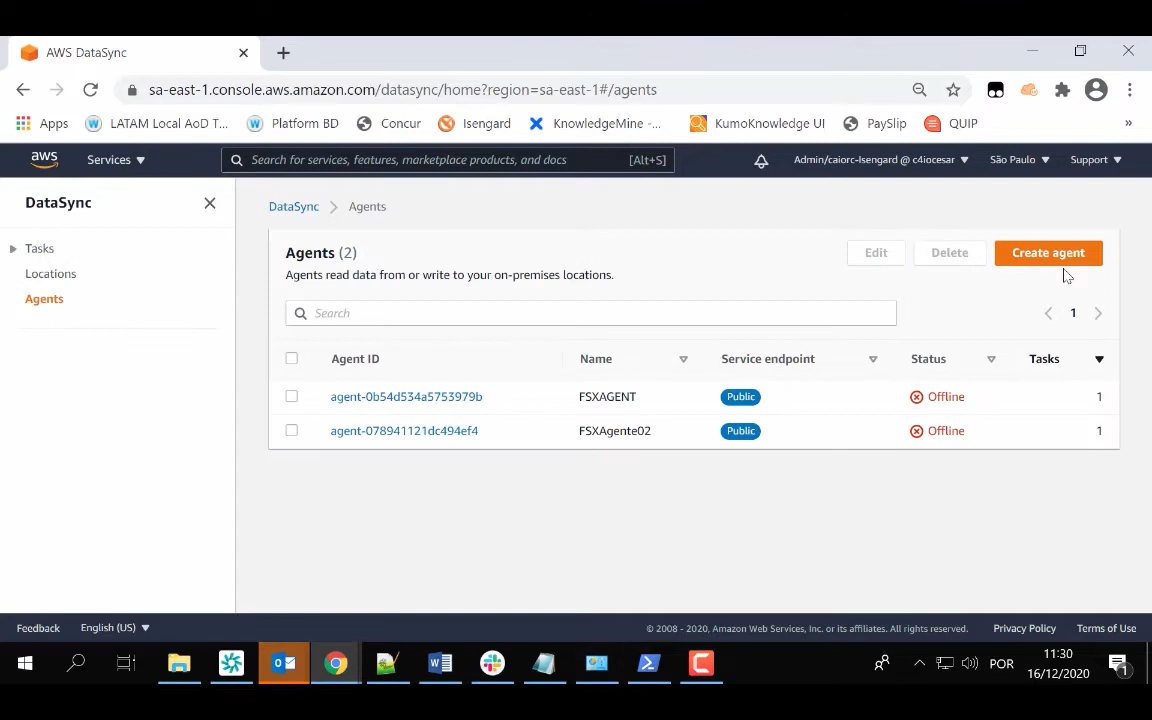 AWS DataSync
sa-east-1.console.aws.amazon.com/datasync/home?region=sa-east-1#/agents
Apps LATAM Local AoD T... Platform BD Concur Isengard KnowledgeMine -... KumoKnowledge UI PaySlip QUIP »
aws Services Search for services, features, marketplace products, and docs [Alt+S] Admin/caiorc-Isengard @ c4iocesar São Paulo Support
DataSync
Tasks
Locations
Agents
DataSync Agents
Agents (2) Edit Delete Create agent
Agents read data from or write to your on-premises locations.
Search 1
Agent ID Name Service endpoint Status Tasks
agent-0b54d534a5753979b FSXAGENT Public Offline 1
agent-078941121dc494ef4 FSXAgente02 Public Offline 1
Feedback English (US) © 2008 - 2020, Amazon Web Services, Inc. or its affiliates. All rights reserved. Privacy Policy Terms of Use
POR 11:30
16/12/2020 1